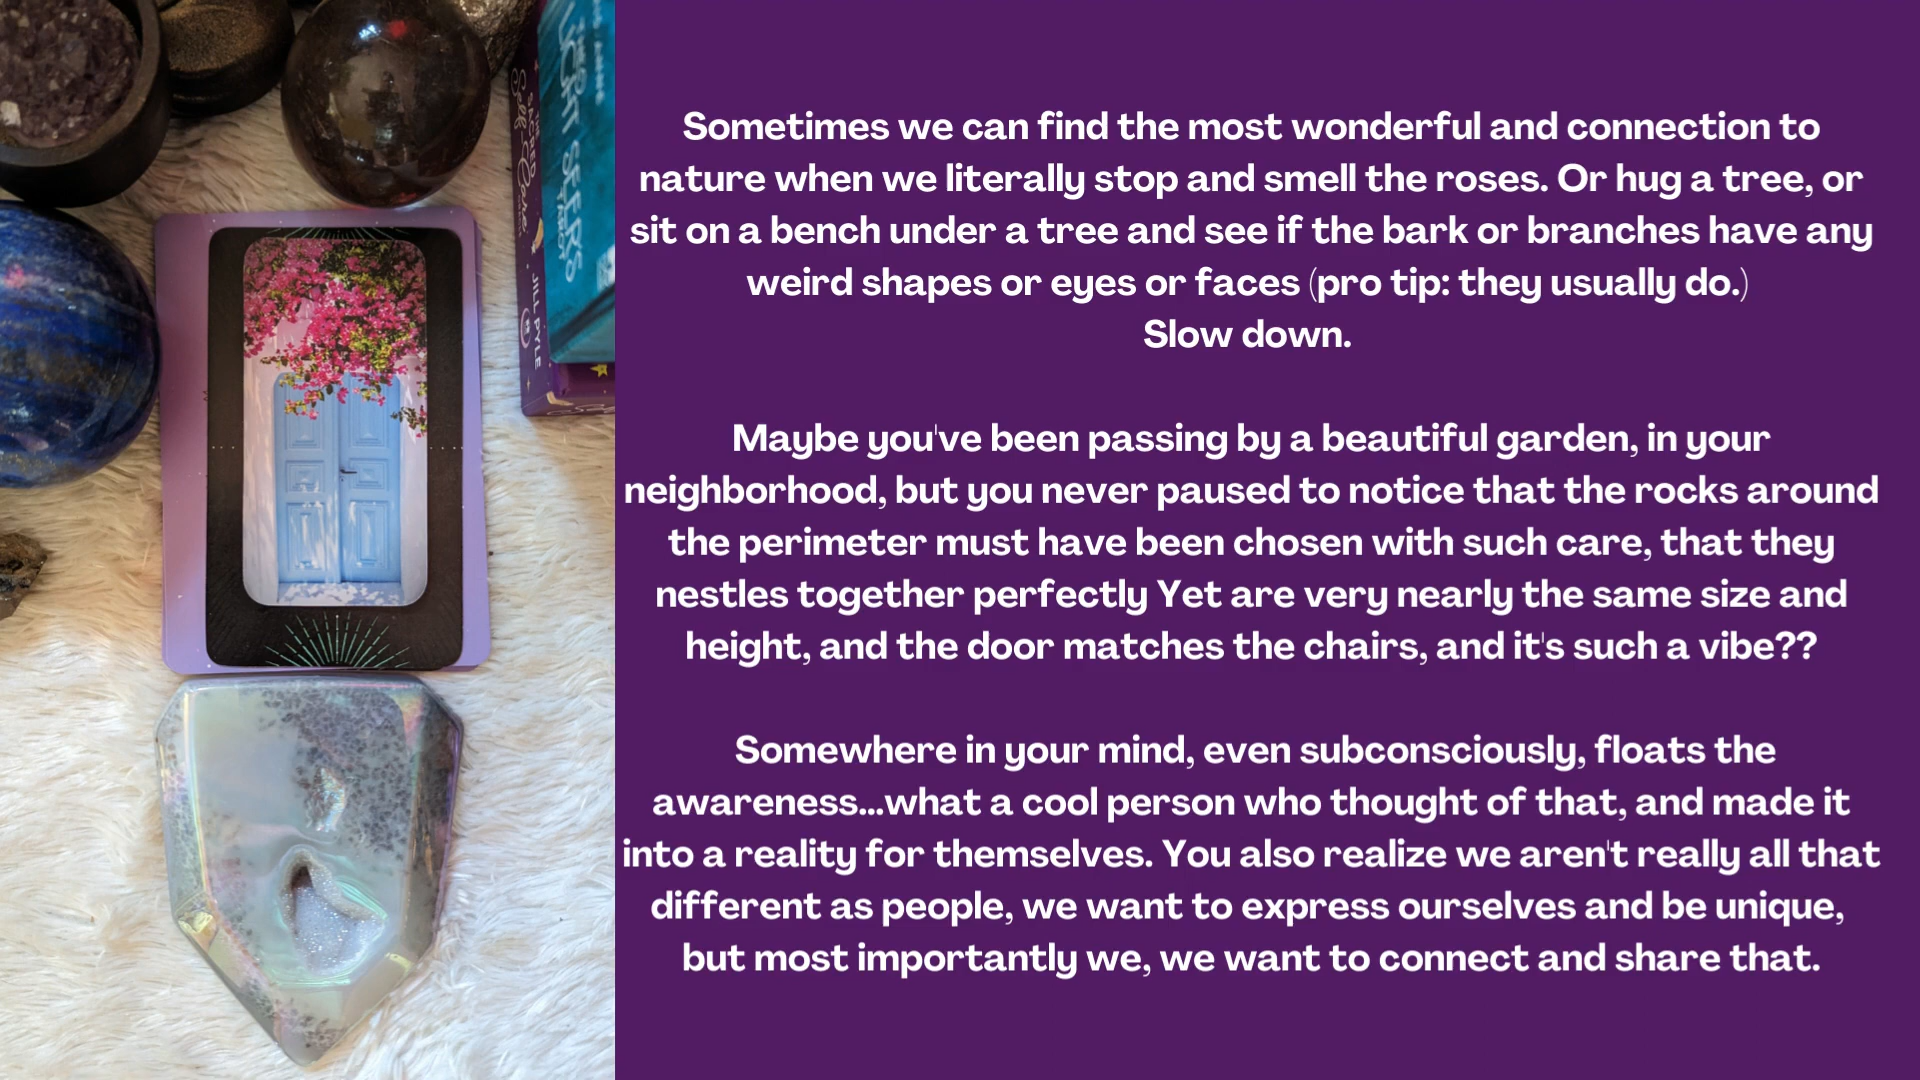 Sometimes we can find the most wonderful and connection to
nature when we literally stop and smell the roses. Or hug a tree, or
sit on a bench under a tree and see if the bark or branches have any
weird shapes or eyes or faces (pro tip: they usually do.)
Slow down.
Maybe you've been passing by a beautiful garden, in your
neighborhood, but you never paused to notice that the rocks around
the perimeter must have been chosen with such care, that they
nestles together perfectly Yet are very nearly the same size and
height, and the door matches the chairs, and it's such a vibe??
Somewhere in your mind, even subconsciously, floats the
awareness...what a cool person who thought of that, and made it
into a reality for themselves. You also realize we aren't really all that
different as people, we want to express ourselves and be unique,
but most importantly we, we want to connect and share that.
THE
SACRED
Self Care
JILL PYLE
THE
LIGHT SEER'S
TAROT